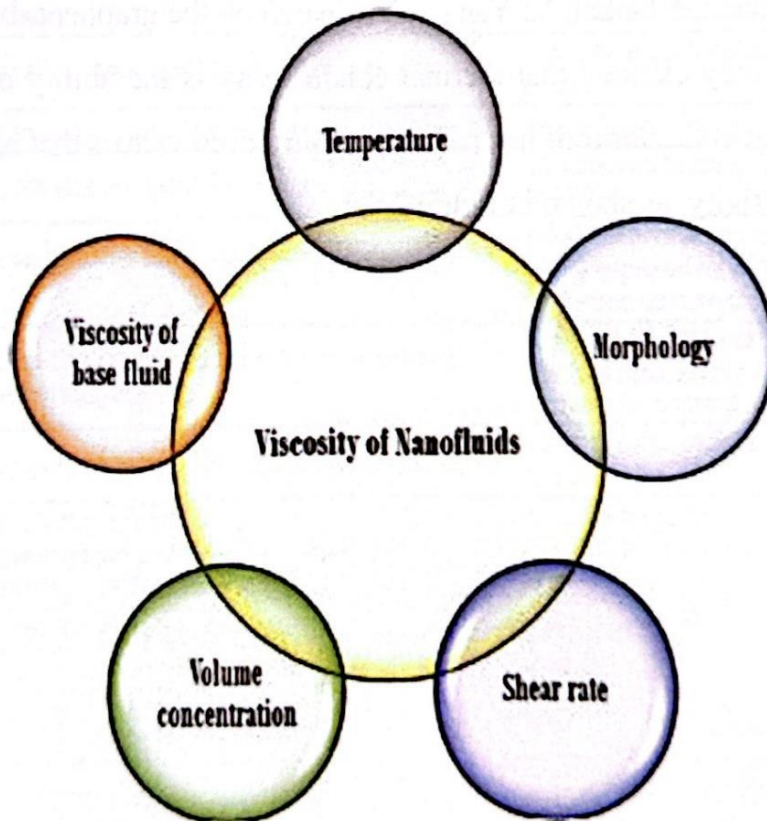 Temperature
Viscosity of
base fluid
Morphology
Viscosity of Nanofluids
Volume
concentration
Shear rate